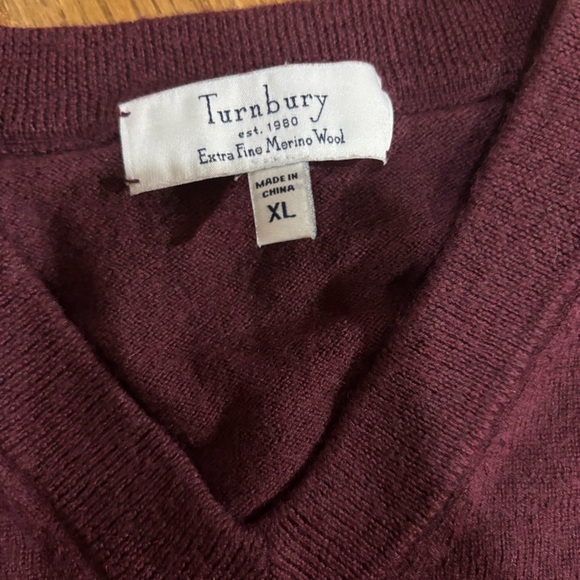 Turnbury
est. 1980
Extra Fine Merino Wool
MADE IN
CHINA
XL